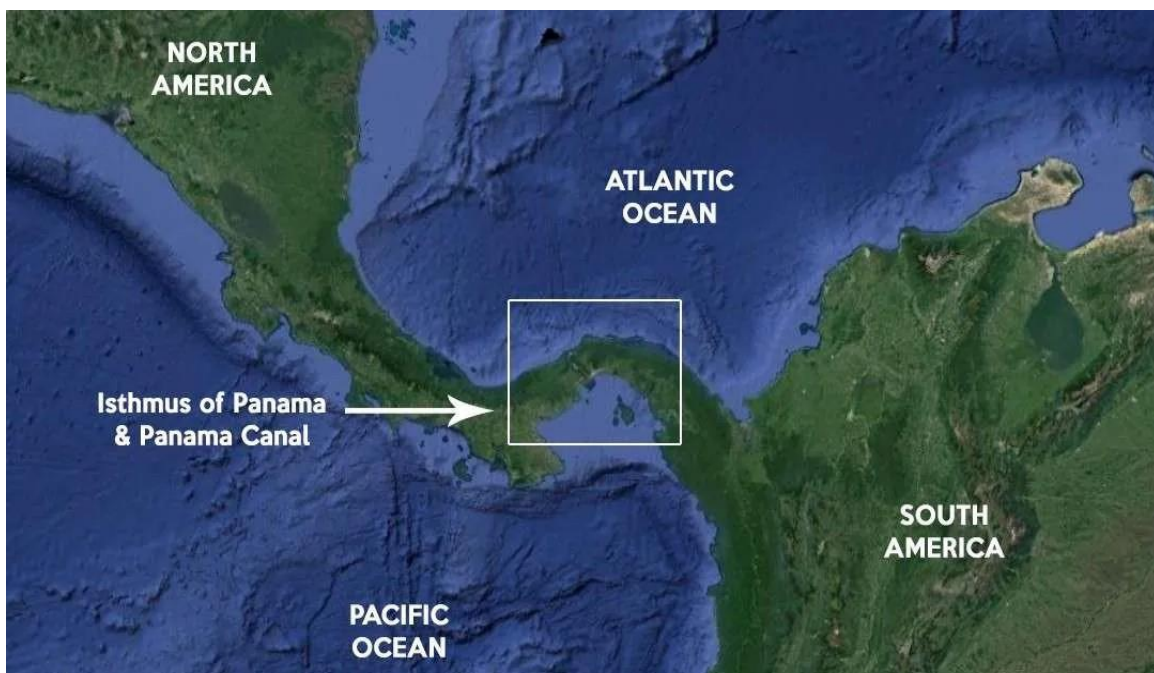 NORTH
AMERICA
ATLANTIC
OCEAN
Isthmus of Panama
& Panama Canal
SOUTH
AMERICA
PACIFIC
OCEAN